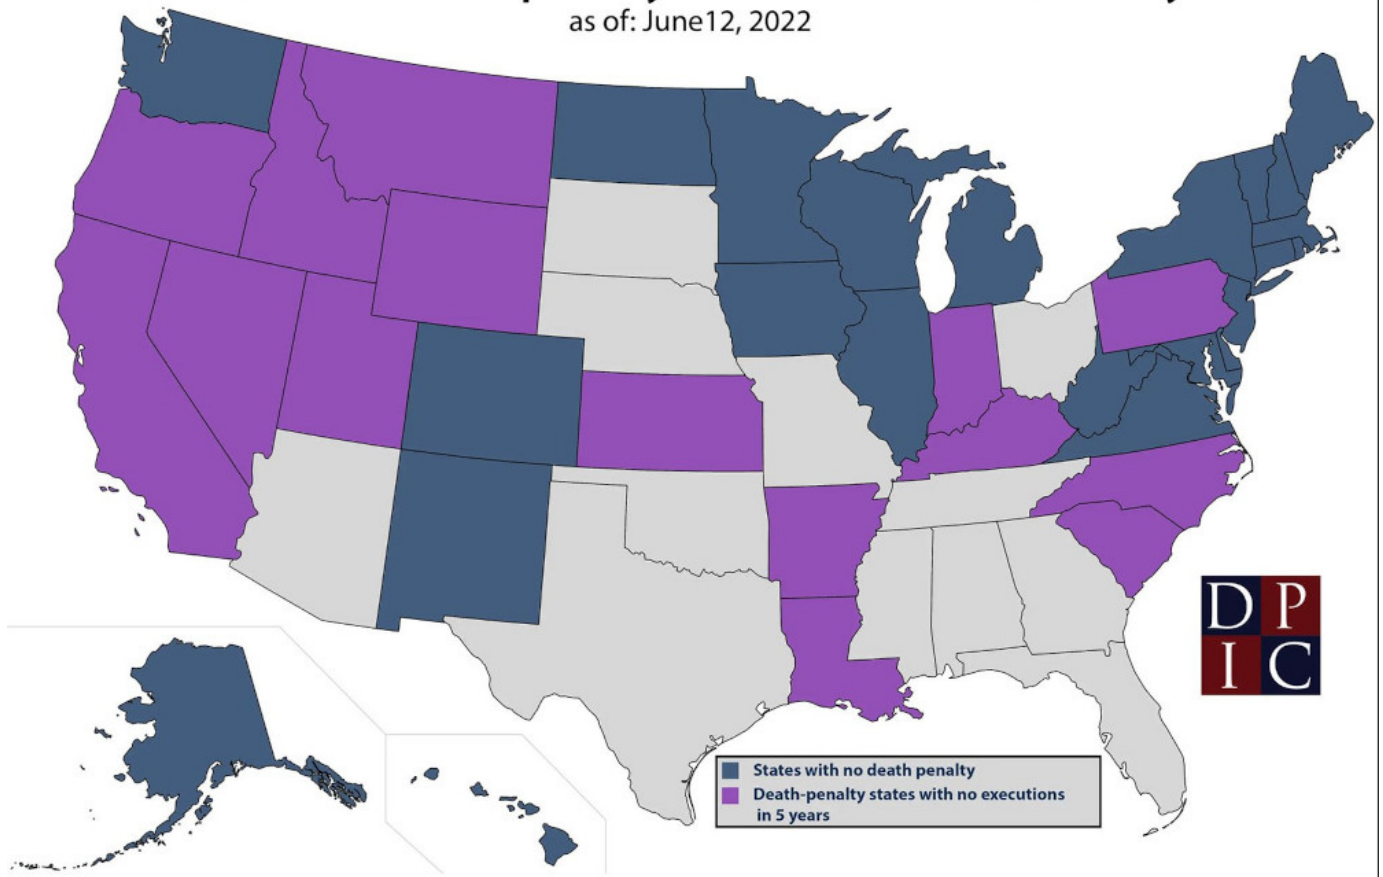 as of: June12, 2022
D P
I C
States with no death penalty
Death-penalty states with no executions
in 5 years